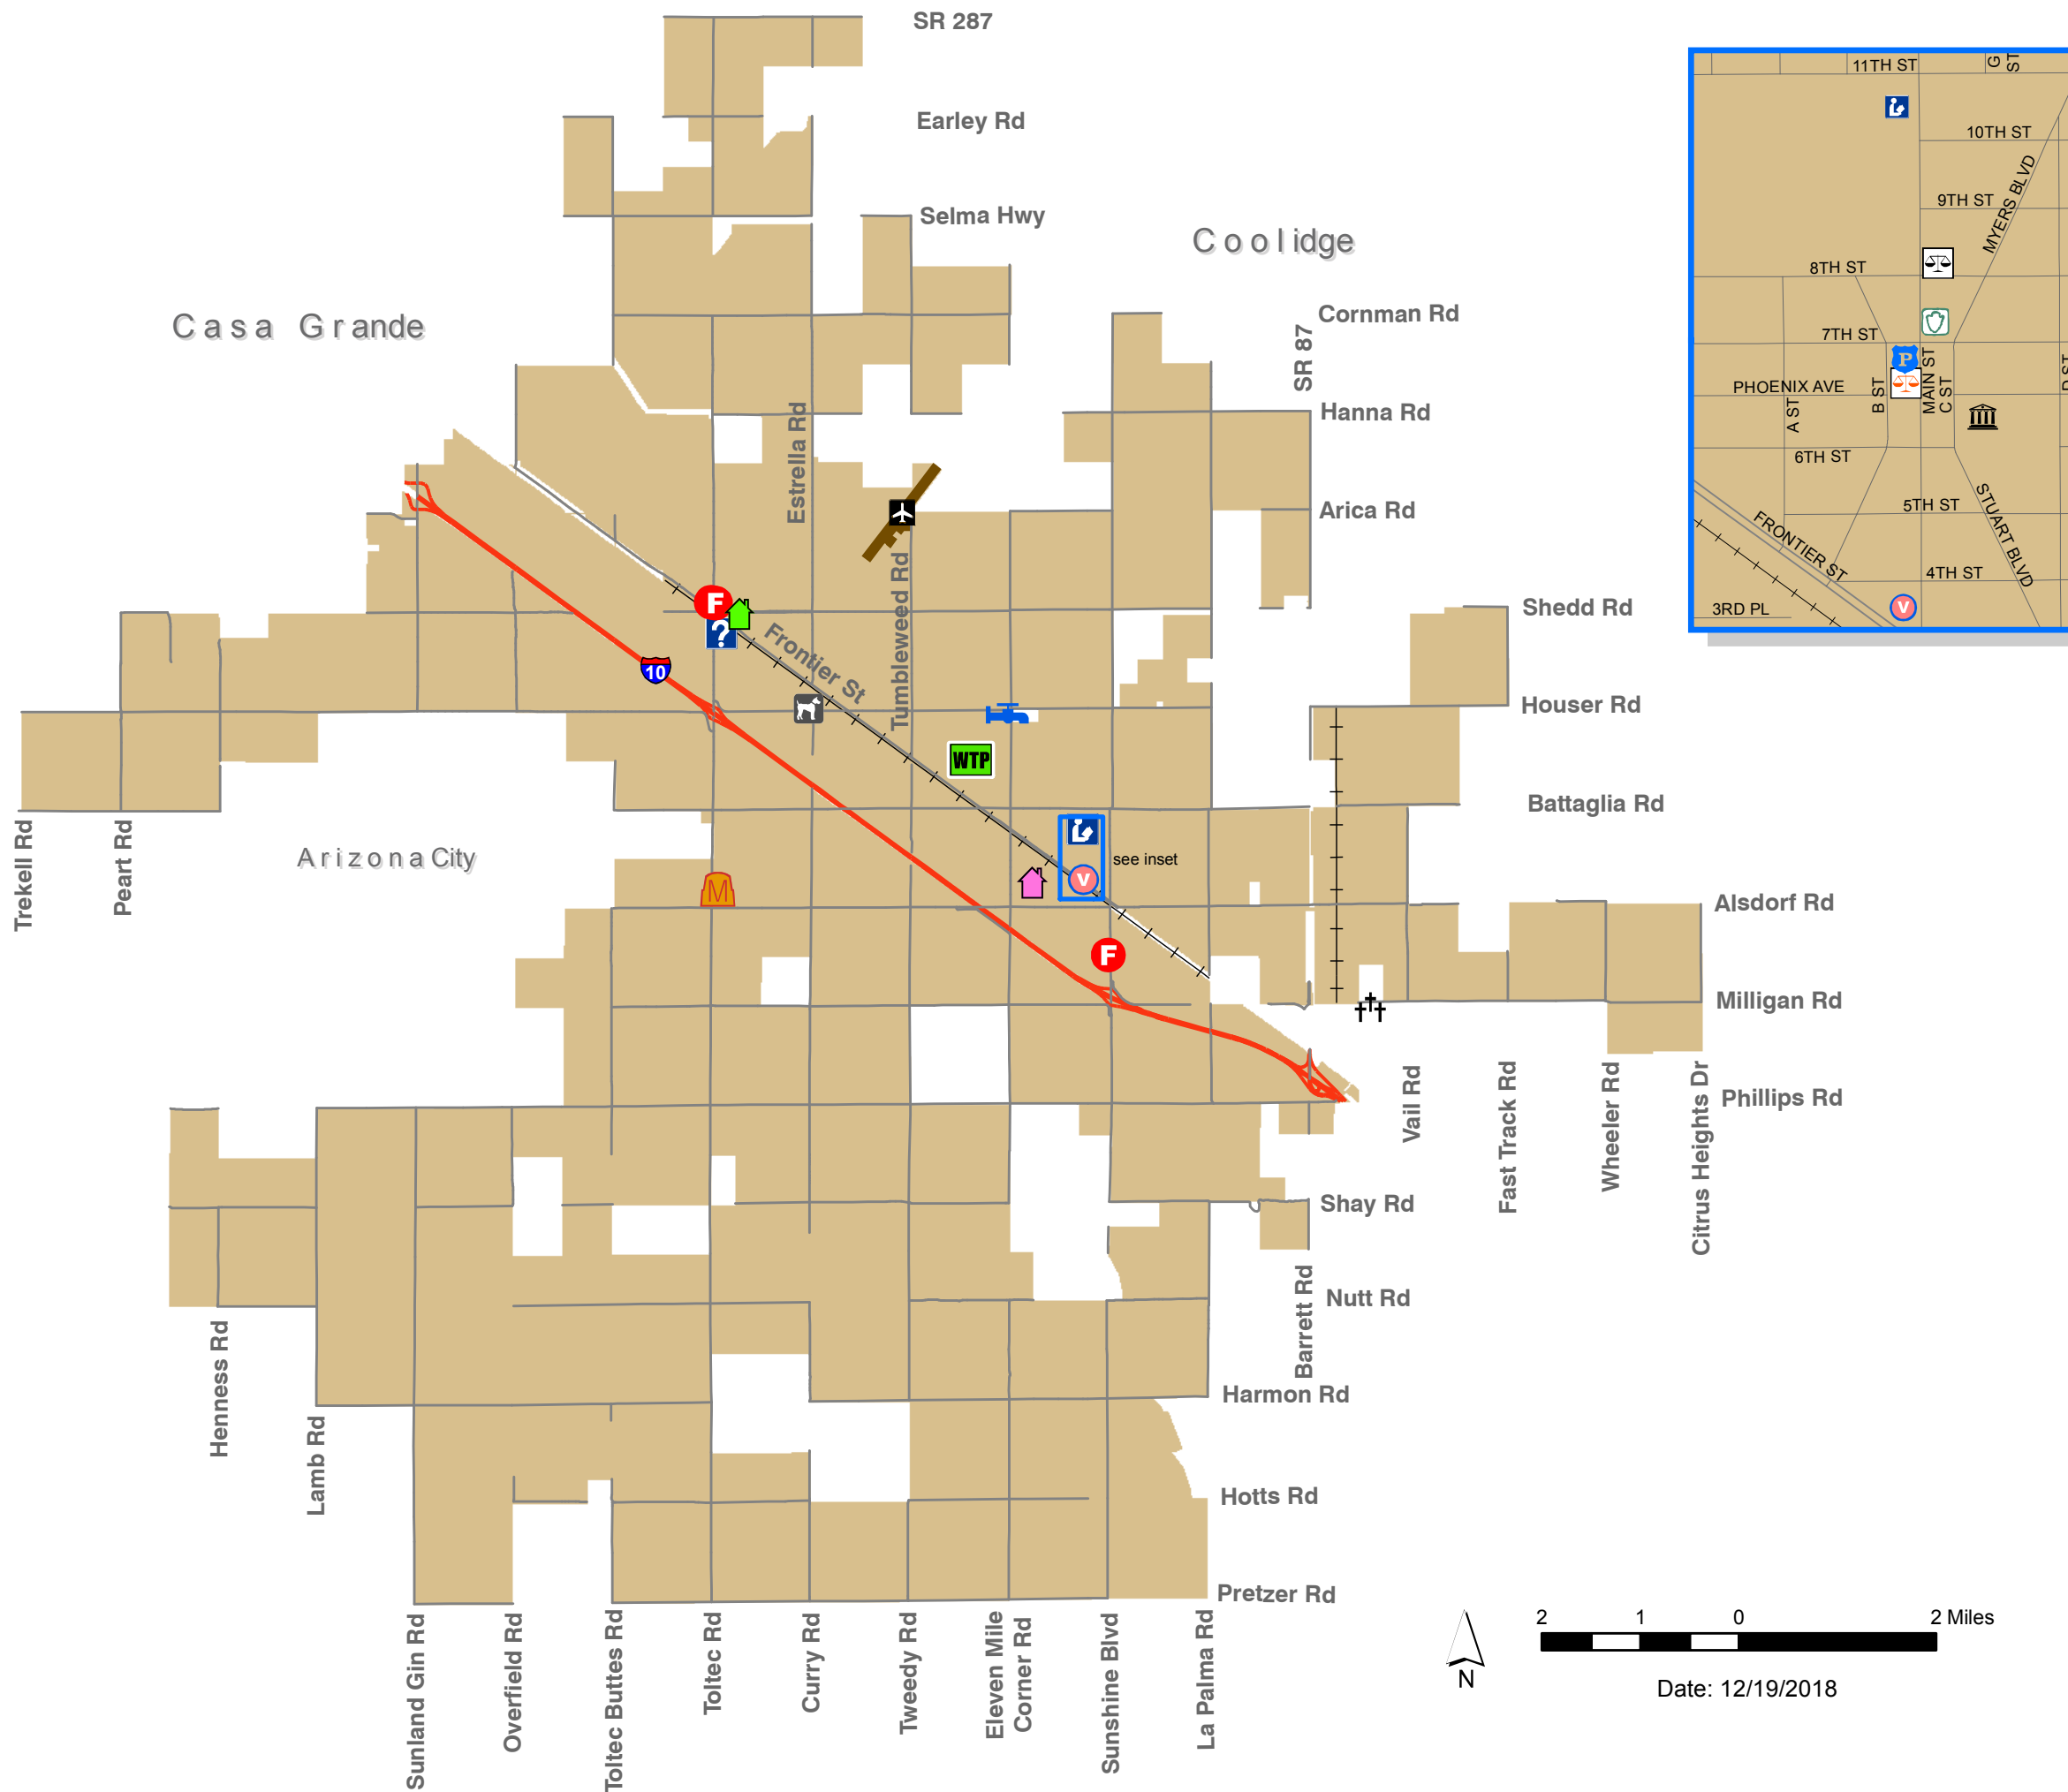 SR 287
Earley Rd
Selma Hwy
Coolidge
Casa Grande
Cornman Rd
SR 87
Hanna Rd
Estrella Rd
Arica Rd
Tumbleweed Rd
F
?
Frontier St
10
Shedd Rd
Houser Rd
WTP
Battaglia Rd
Trekell Rd
Peart Rd
Arizona City
see inset
V
M
Alsdorf Rd
F
Milligan Rd
Vail Rd
Fast Track Rd
Wheeler Rd
Citrus Heights Dr
Phillips Rd
Shay Rd
Barrett Rd
Nutt Rd
Henness Rd
Lamb Rd
Harmon Rd
Hotts Rd
Pretzer Rd
Sunland Gin Rd
Overfield Rd
Toltec Buttes Rd
Toltec Rd
Curry Rd
Tweedy Rd
Eleven Mile
Corner Rd
Sunshine Blvd
La Palma Rd
N
2 1 0 2 Miles
Date: 12/19/2018
11TH ST
G
ST
10TH ST
9TH ST
MYERS BLVD
8TH ST
7TH ST
P
PHOENIX AVE
A ST
B ST
MAIN ST
C ST
D ST
6TH ST
5TH ST
STUART BLVD
FRONTIER ST
4TH ST
3RD PL
V